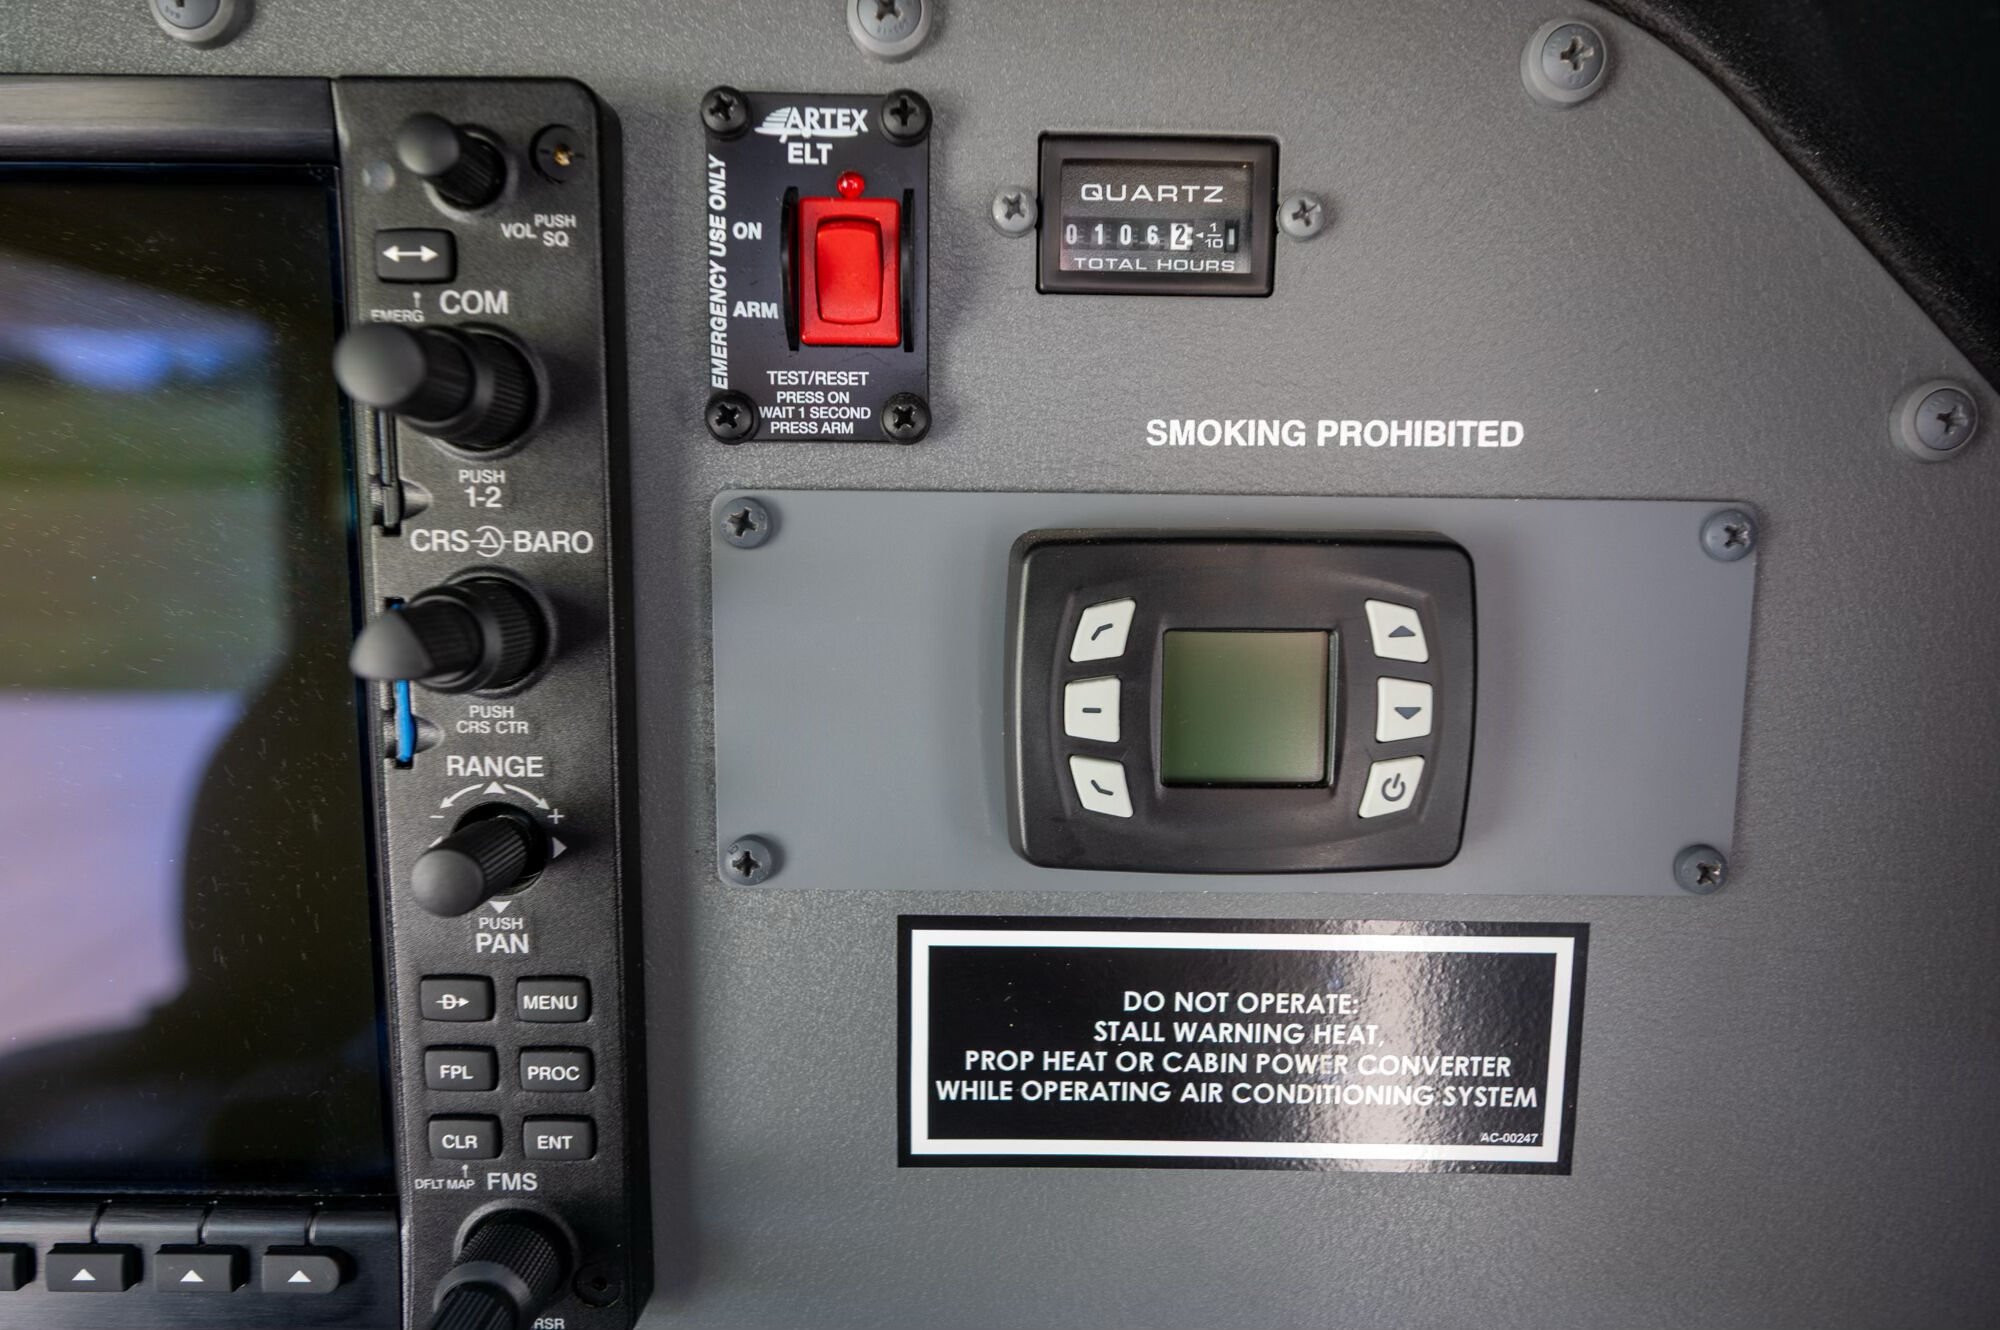 VOL PUSH SQ
EMERG COM
PUSH
1-2
CRS BARO
PUSH
CRS CTR
RANGE
- +
PUSH
PAN
D MENU
FPL PROC
CLR ENT
DFLT MAP FMS
ARTEX
ELT
EMERGENCY USE ONLY
ON
ARM
TEST/RESET
PRESS ON
WAIT 1 SECOND
PRESS ARM
QUARTZ
0 1 0 6 2 1/10
TOTAL HOURS
SMOKING PROHIBITED
DO NOT OPERATE:
STALL WARNING HEAT,
PROP HEAT OR CABIN POWER CONVERTER
WHILE OPERATING AIR CONDITIONING SYSTEM
AC-00247